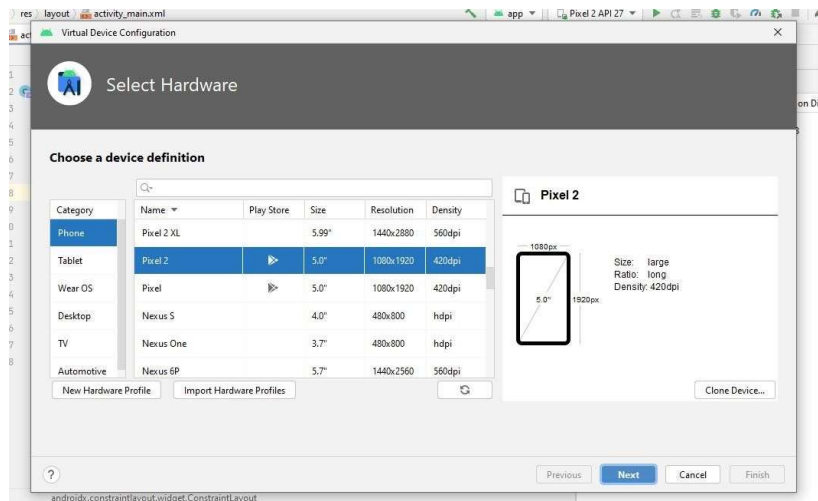 res layout activity_main.xml app Pixel 2 API 27
Virtual Device Configuration
Select Hardware
Choose a device definition
Category Name Play Store Size Resolution Density
Phone Pixel 2 XL 5.99" 1440x2880 560dpi
Tablet Pixel 2 5.0" 1080x1920 420dpi
Wear OS Pixel 5.0" 1080x1920 420dpi
Desktop Nexus S 4.0" 480x800 hdpi
TV Nexus One 3.7" 480x800 hdpi
Automotive Nexus 6P 5.7" 1440x2560 560dpi
New Hardware Profile Import Hardware Profiles
Pixel 2
1080px
5.0" 1920px
Size: large
Ratio: long
Density: 420dpi
Clone Device...
? Previous Next Cancel Finish
androidx.constraintlayout.widget.ConstraintLayout